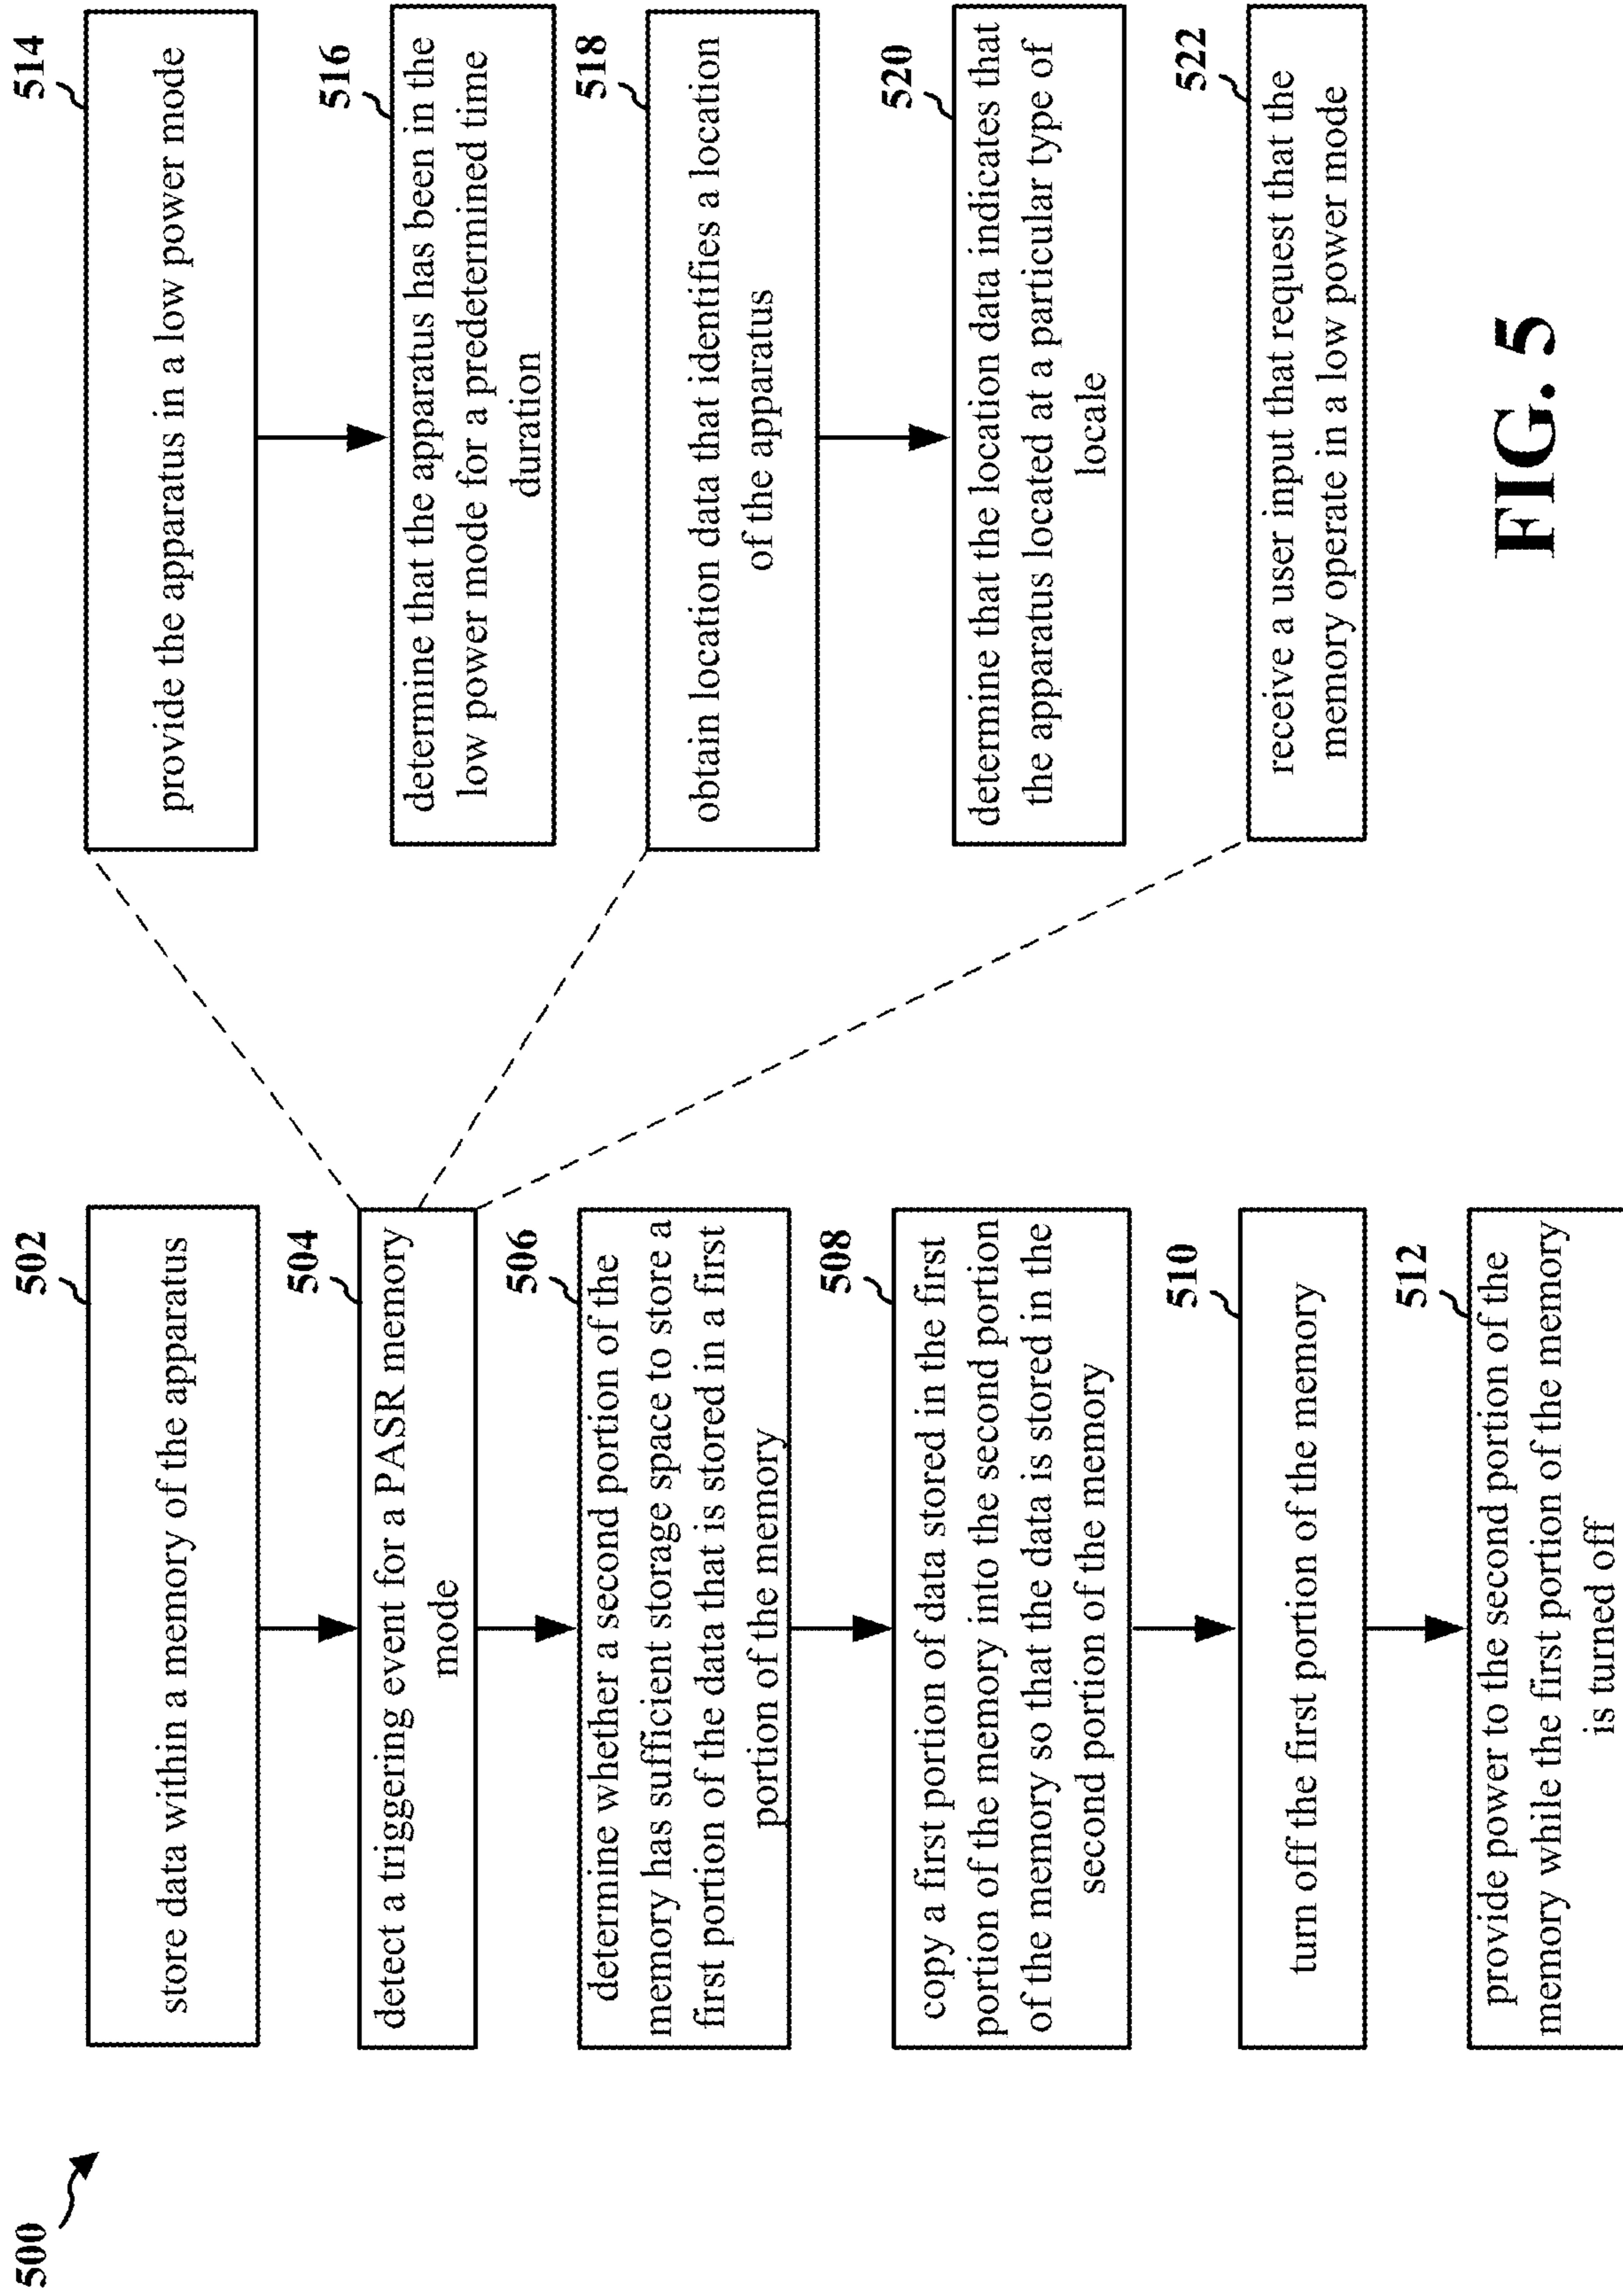 500
502
store data within a memory of the apparatus
504
detect a triggering event for a PASR memory
mode
506
determine whether a second portion of the
memory has sufficient storage space to store a
first portion of the data that is stored in a first
portion of the memory
508
copy a first portion of data stored in the first
portion of the memory into the second portion
of the memory so that the data is stored in the
second portion of the memory
510
turn off the first portion of the memory
512
provide power to the second portion of the
memory while the first portion of the memory
is turned off
514
provide the apparatus in a low power mode
516
determine that the apparatus has been in the
low power mode for a predetermined time
duration
518
obtain location data that identifies a location
of the apparatus
520
determine that the location data indicates that
the apparatus located at a particular type of
locale
522
receive a user input that request that the
memory operate in a low power mode
FIG. 5